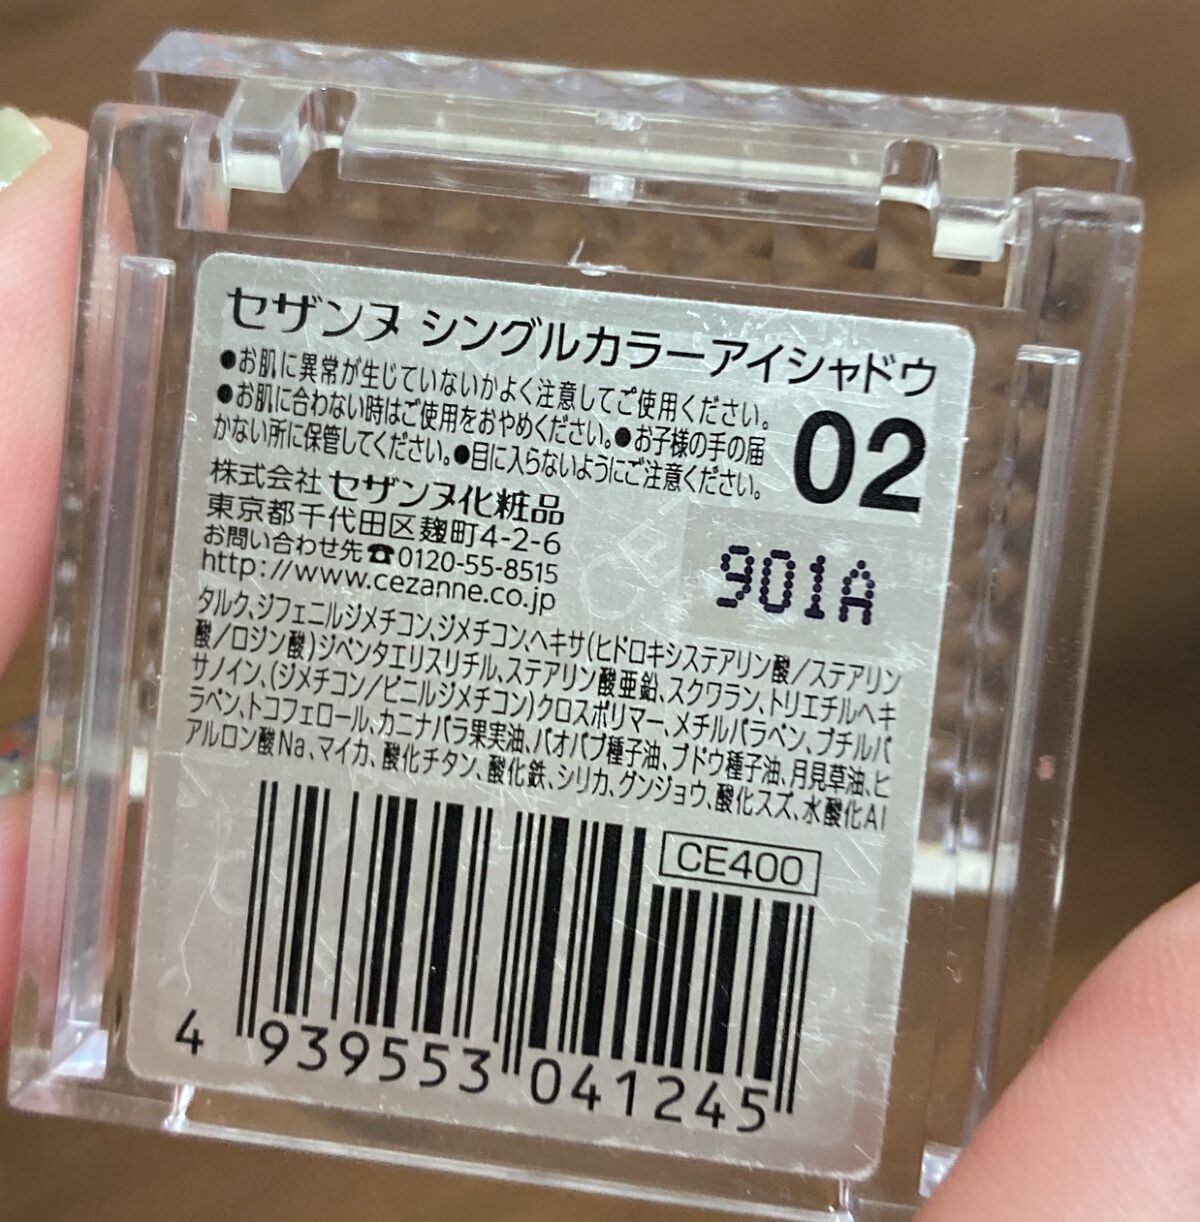 セザンヌ シングルカラーアイシャドウ
●お肌に異常が生じていないかよく注意してご使用ください。
●お肌に合わない時はご使用をおやめください。●お子様の手の届
かない所に保管してください。●目に入らないようにご注意ください。
02
株式会社 セザンヌ化粧品
東京都千代田区麹町4-2-6
お問い合わせ先☎0120-55-8515
http://www.cezanne.co.jp
901A
タルク、ジフェニルジメチコン、ジメチコン、ヘキサ(ヒドロキシステアリン酸/ステアリン
酸/ロジン酸)ジペンタエリスリチル、ステアリン酸亜鉛、スクワラン、トリエチルヘキ
サノイン、(ジメチコン/ビニルジメチコン)クロスポリマー、メチルパラベン、ブチルパ
ラベン、トコフェロール、カニナバラ果実油、バオバブ種子油、ブドウ種子油、月見草油、ヒ
アルロン酸Na、マイカ、酸化チタン、酸化鉄、シリカ、グンジョウ、酸化スズ、水酸化Al
CE400
4 939553 041245